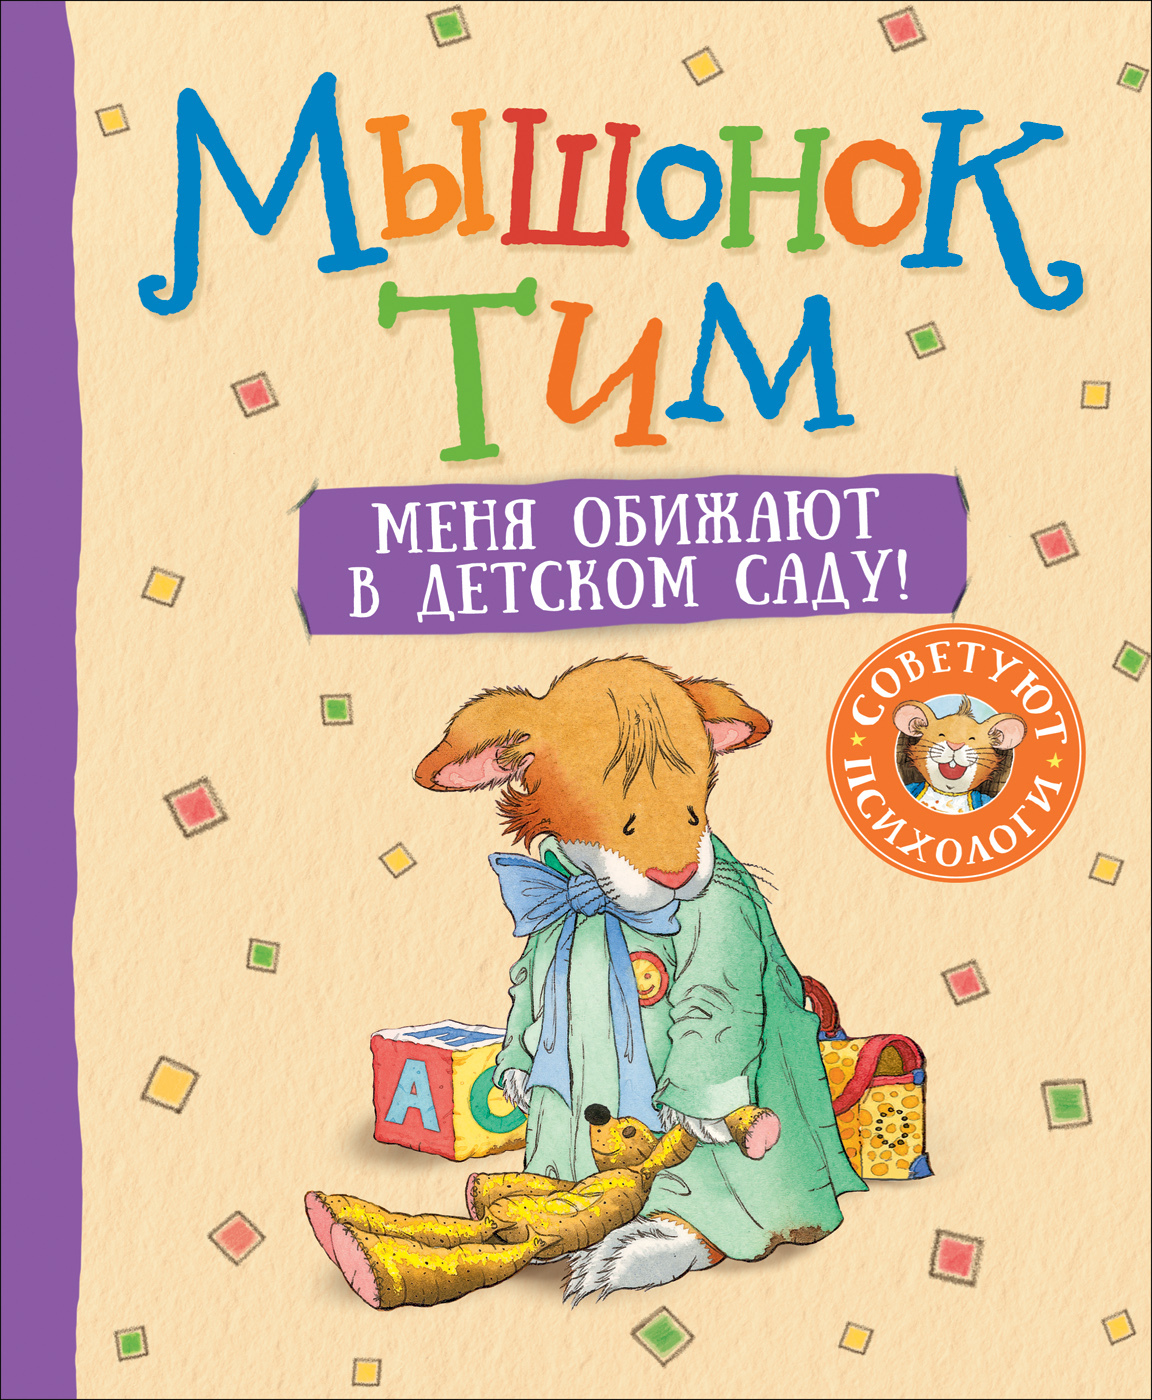 Мышонок
Тим
Меня обижают
в детском саду!
СОВЕТУЮТ
ПСИХОЛОГИ
А